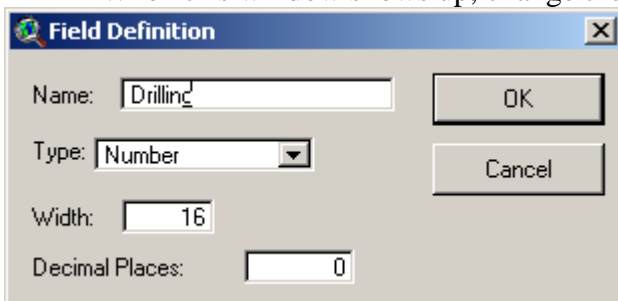 Field Definition
Name: Drilling
OK
Type: Number
Cancel
Width: 16
Decimal Places: 0